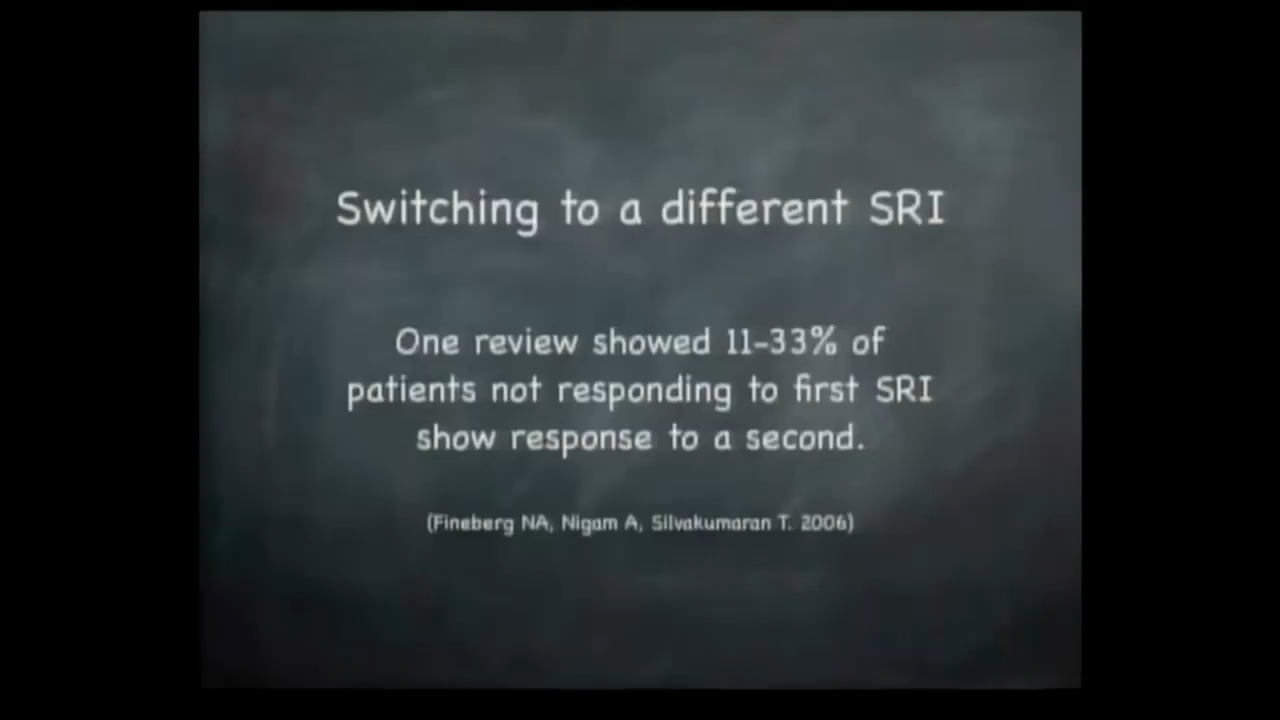 Switching to a different SRI
One review showed 11-33% of
patients not responding to first SRI
show response to a second.
(Fineberg NA, Nigam A, Silvakumaran T. 2006)